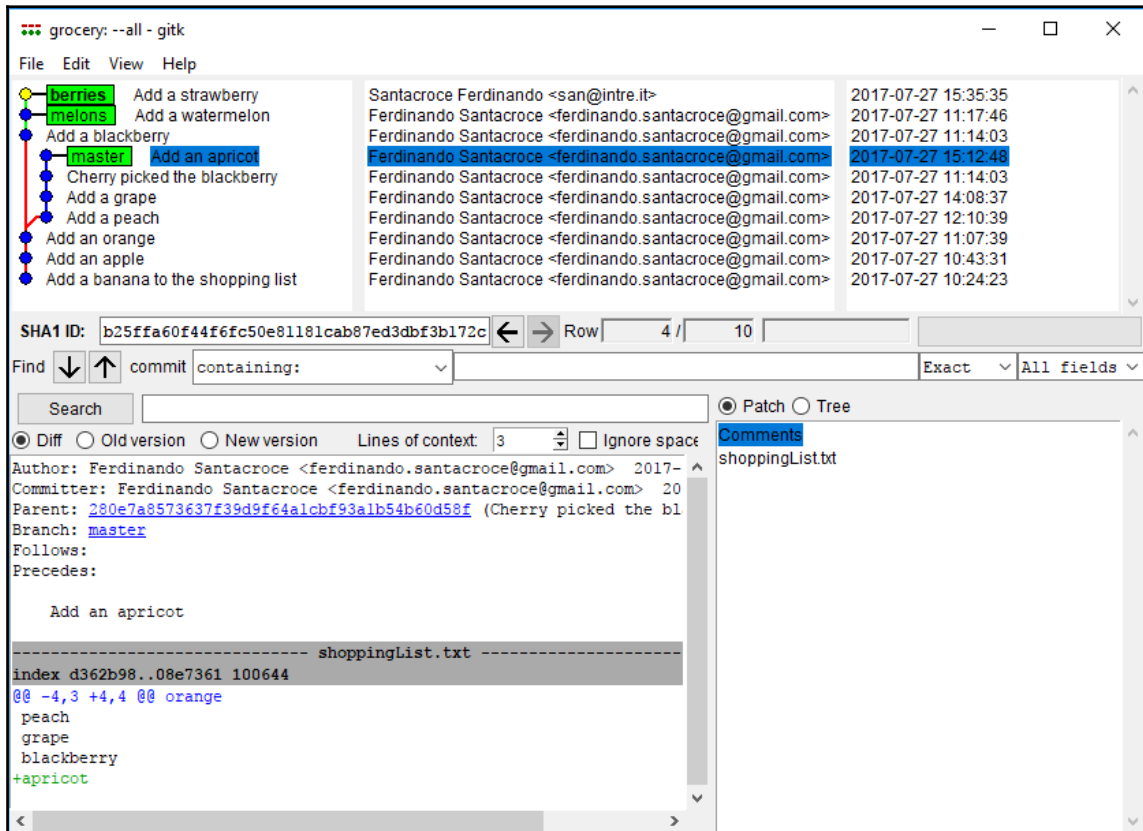 grocery: --all - gitk
File Edit View Help
berries Add a strawberry Santacroce Ferdinando <san@intre.it> 2017-07-27 15:35:35
melons Add a watermelon Ferdinando Santacroce <ferdinando.santacroce@gmail.com> 2017-07-27 11:17:46
Add a blackberry Ferdinando Santacroce <ferdinando.santacroce@gmail.com> 2017-07-27 11:14:03
master Add an apricot Ferdinando Santacroce <ferdinando.santacroce@gmail.com> 2017-07-27 15:12:48
Cherry picked the blackberry Ferdinando Santacroce <ferdinando.santacroce@gmail.com> 2017-07-27 11:14:03
Add a grape Ferdinando Santacroce <ferdinando.santacroce@gmail.com> 2017-07-27 14:08:37
Add a peach Ferdinando Santacroce <ferdinando.santacroce@gmail.com> 2017-07-27 12:10:39
Add an orange Ferdinando Santacroce <ferdinando.santacroce@gmail.com> 2017-07-27 11:07:39
Add an apple Ferdinando Santacroce <ferdinando.santacroce@gmail.com> 2017-07-27 10:43:31
Add a banana to the shopping list Ferdinando Santacroce <ferdinando.santacroce@gmail.com> 2017-07-27 10:24:23
SHA1 ID: b25ffa60f44f6fc50e81181cab87ed3dbf3b172c Row 4 / 10
Find commit containing: Exact All fields
Search
Patch Tree
Diff Old version New version Lines of context: 3 Ignore space
Comments
shoppingList.txt
Author: Ferdinando Santacroce <ferdinando.santacroce@gmail.com> 2017-
Committer: Ferdinando Santacroce <ferdinando.santacroce@gmail.com> 20
Parent: 280e7a8573637f39d9f64a1cbf93a1b54b60d58f (Cherry picked the bl
Branch: master
Follows:
Precedes:
Add an apricot
------------------------------- shoppingList.txt ---------------------
index d362b98..08e7361 100644
@@ -4,3 +4,4 @@ orange
peach
grape
blackberry
+apricot